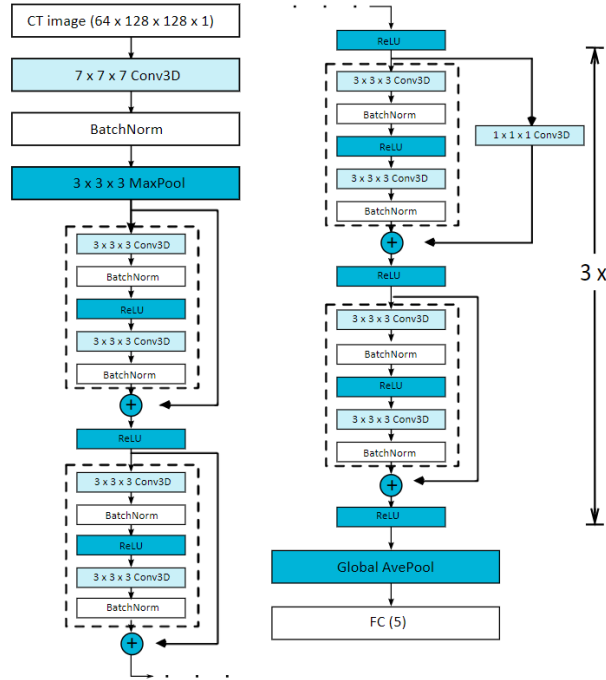 CT image (64 x 128 x 128 x 1)
7 x 7 x 7 Conv3D
BatchNorm
3 x 3 x 3 MaxPool
3 x 3 x 3 Conv3D
BatchNorm
ReLU
3 x 3 x 3 Conv3D
BatchNorm
+
ReLU
3 x 3 x 3 Conv3D
BatchNorm
ReLU
3 x 3 x 3 Conv3D
BatchNorm
+
. . .
. . .
ReLU
3 x 3 x 3 Conv3D
BatchNorm
ReLU
3 x 3 x 3 Conv3D
BatchNorm
1 x 1 x 1 Conv3D
+
ReLU
3 x 3 x 3 Conv3D
BatchNorm
ReLU
3 x 3 x 3 Conv3D
BatchNorm
+
ReLU
3 x
Global AvePool
FC (5)